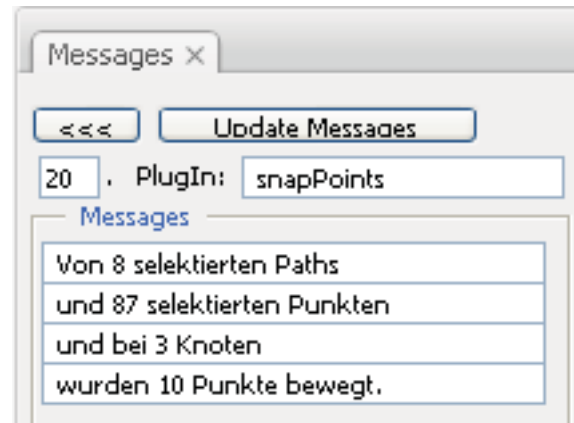 Messages ×
<<< Update Messages
20 . PlugIn: snapPoints
Messages
Von 8 selektierten Paths
und 87 selektierten Punkten
und bei 3 Knoten
wurden 10 Punkte bewegt.